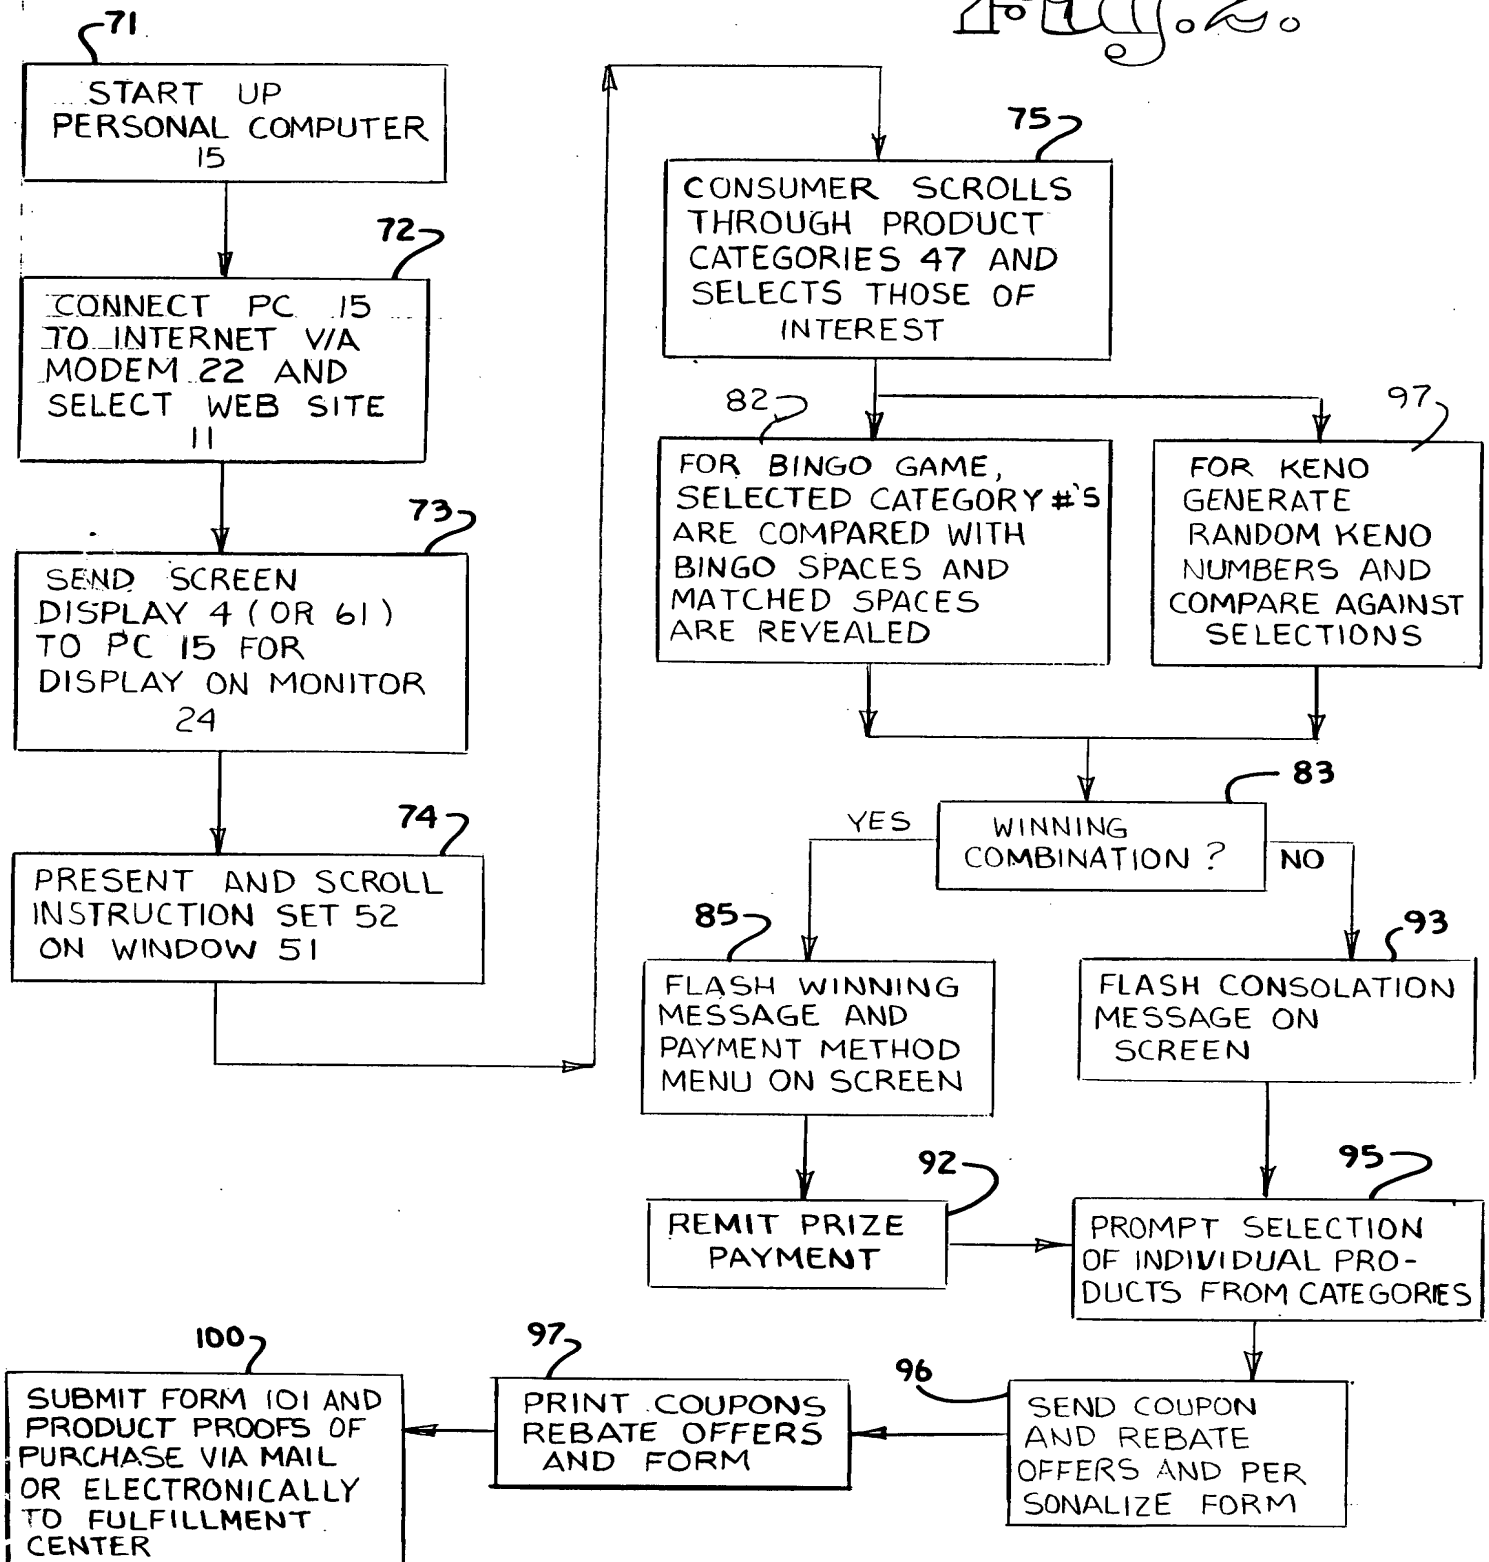 Fig.2.
71
START UP
PERSONAL COMPUTER
15
72
CONNECT PC 15
TO INTERNET VIA
MODEM 22 AND
SELECT WEB SITE
11
73
SEND SCREEN
DISPLAY 4 (OR 61)
TO PC 15 FOR
DISPLAY ON MONITOR
24
74
PRESENT AND SCROLL
INSTRUCTION SET 52
ON WINDOW 51
75
CONSUMER SCROLLS
THROUGH PRODUCT
CATEGORIES 47 AND
SELECTS THOSE OF
INTEREST
82
FOR BINGO GAME,
SELECTED CATEGORY #'S
ARE COMPARED WITH
BINGO SPACES AND
MATCHED SPACES
ARE REVEALED
97
FOR KENO
GENERATE
RANDOM KENO
NUMBERS AND
COMPARE AGAINST
SELECTIONS
83
WINNING
COMBINATION ?
YES
NO
85
FLASH WINNING
MESSAGE AND
PAYMENT METHOD
MENU ON SCREEN
93
FLASH CONSOLATION
MESSAGE ON
SCREEN
92
REMIT PRIZE
PAYMENT
95
PROMPT SELECTION
OF INDIVIDUAL PRO-
DUCTS FROM CATEGORIES
96
SEND COUPON
AND REBATE
OFFERS AND PER
SONALIZE FORM
97
PRINT COUPONS
REBATE OFFERS
AND FORM
100
SUBMIT FORM 101 AND
PRODUCT PROOFS OF
PURCHASE VIA MAIL
OR ELECTRONICALLY
TO FULFILLMENT
CENTER